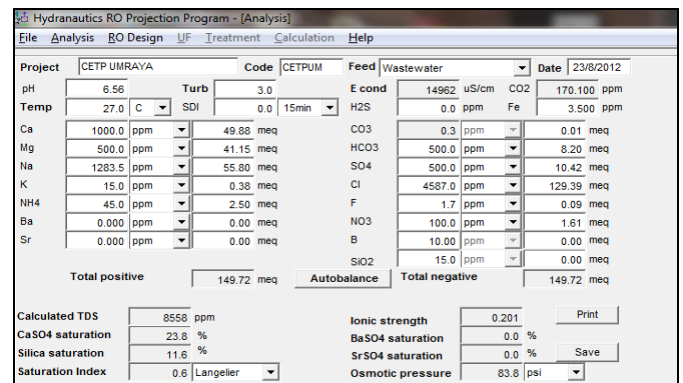 Hydranautics RO Projection Program - [Analysis]
File Analysis RO Design UF Treatment Calculation Help
Project CETP UMRAYA Code CETPUM Feed Wastewater Date 23/8/2012
pH 6.56 Turb 3.0 E cond 14962 uS/cm CO2 170.100 ppm
Temp 27.0 C SDI 0.0 15min H2S 0.0 ppm Fe 3.500 ppm
Ca 1000.0 ppm 49.88 meq CO3 0.3 ppm 0.01 meq
Mg 500.0 ppm 41.15 meq HCO3 500.0 ppm 8.20 meq
Na 1283.5 ppm 55.80 meq SO4 500.0 ppm 10.42 meq
K 15.0 ppm 0.38 meq Cl 4587.0 ppm 129.39 meq
NH4 45.0 ppm 2.50 meq F 1.7 ppm 0.09 meq
Ba 0.000 ppm 0.00 meq NO3 100.0 ppm 1.61 meq
Sr 0.000 ppm 0.00 meq B 10.00 ppm 0.00 meq
SiO2 15.0 ppm 0.00 meq
Total positive 149.72 meq Autobalance Total negative 149.72 meq
Calculated TDS 8558 ppm Ionic strength 0.201 Print
CaSO4 saturation 23.8 % BaSO4 saturation 0.0 %
Silica saturation 11.6 % SrSO4 saturation 0.0 % Save
Saturation Index 0.6 Langelier Osmotic pressure 83.8 psi